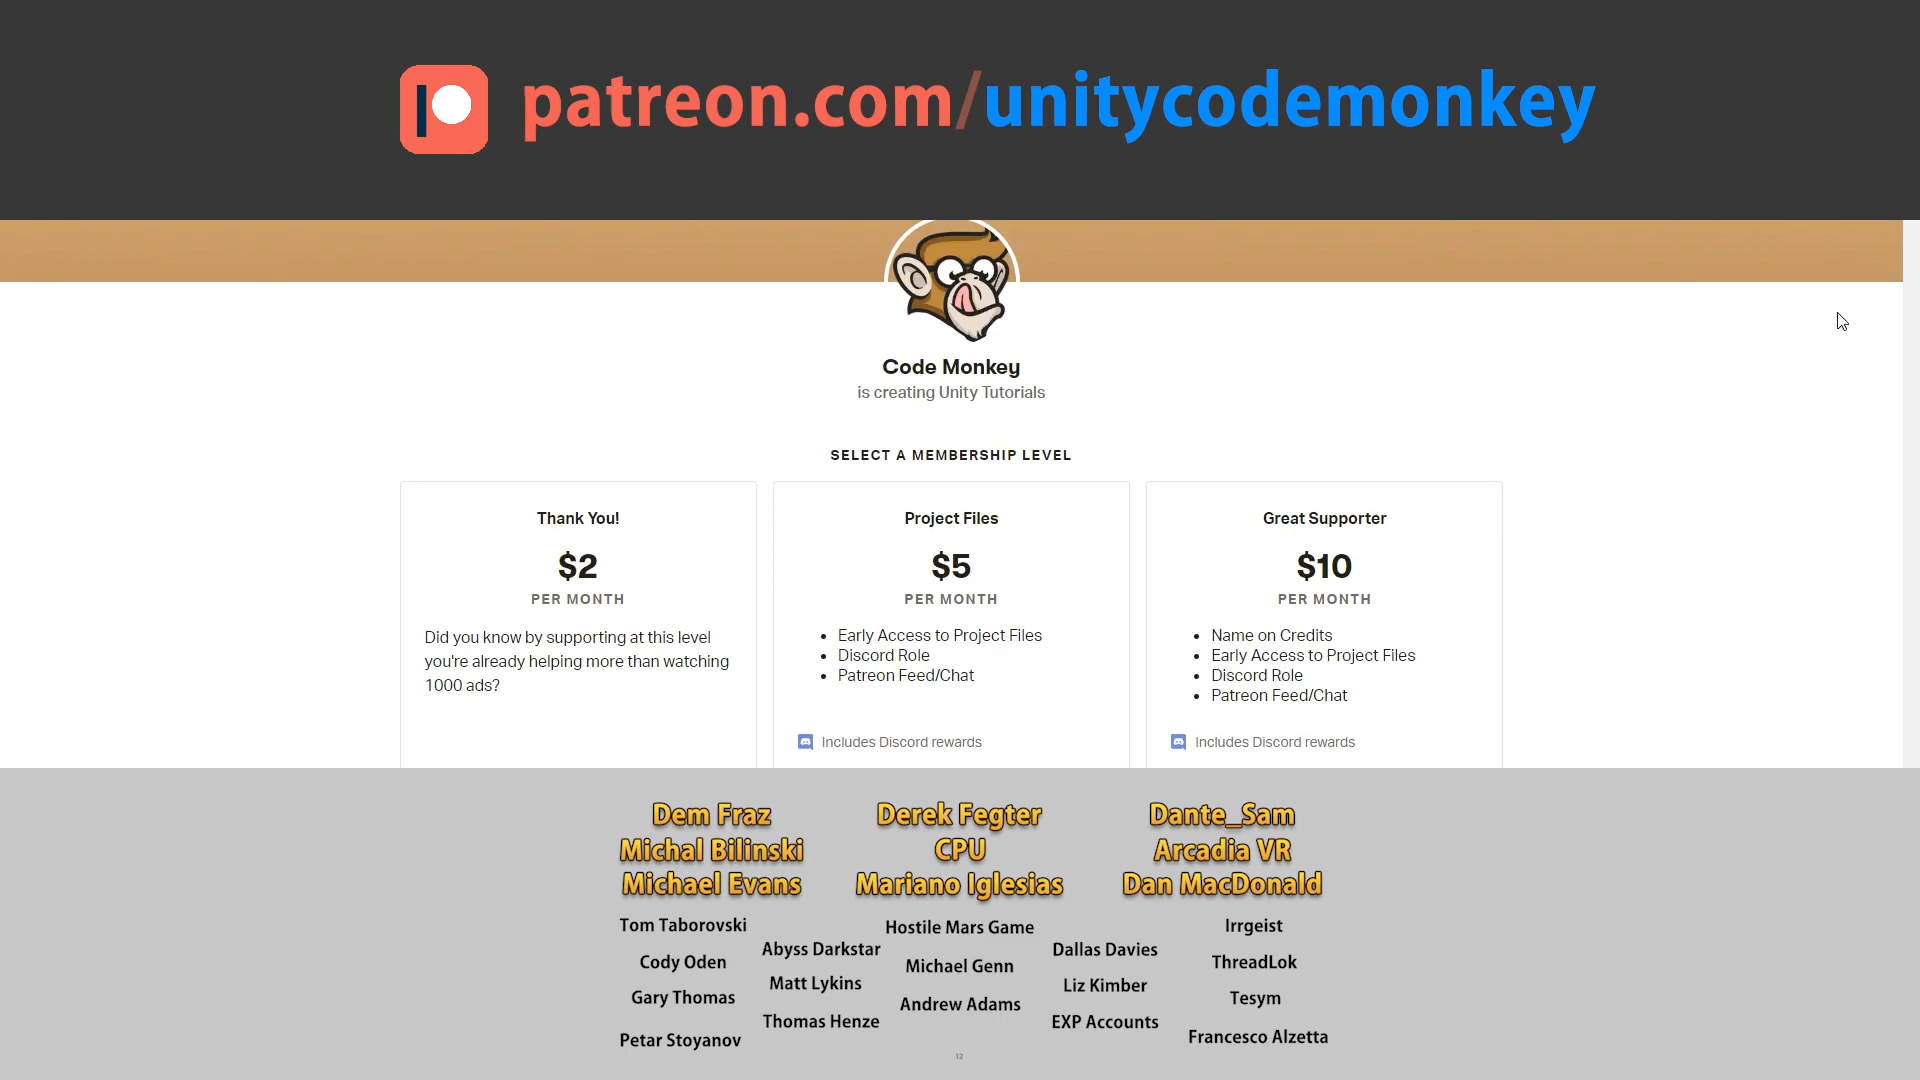 patreon.com/unitycodemonkey
Code Monkey
is creating Unity Tutorials
SELECT A MEMBERSHIP LEVEL
Thank You!
$2
PER MONTH
Did you know by supporting at this level
you're already helping more than watching
1000 ads?
Project Files
$5
PER MONTH
• Early Access to Project Files
• Discord Role
• Patreon Feed/Chat
Includes Discord rewards
Great Supporter
$10
PER MONTH
• Name on Credits
• Early Access to Project Files
• Discord Role
• Patreon Feed/Chat
Includes Discord rewards
Dem Fraz
Michal Bilinski
Michael Evans
Derek Fegter
CPU
Mariano Iglesias
Dante_Sam
Arcadia VR
Dan MacDonald
Tom Taborovski
Cody Oden
Gary Thomas
Petar Stoyanov
Abyss Darkstar
Matt Lykins
Thomas Henze
Hostile Mars Game
Michael Genn
Andrew Adams
Dallas Davies
Liz Kimber
EXP Accounts
Irrgeist
ThreadLok
Tesym
Francesco Alzetta
12